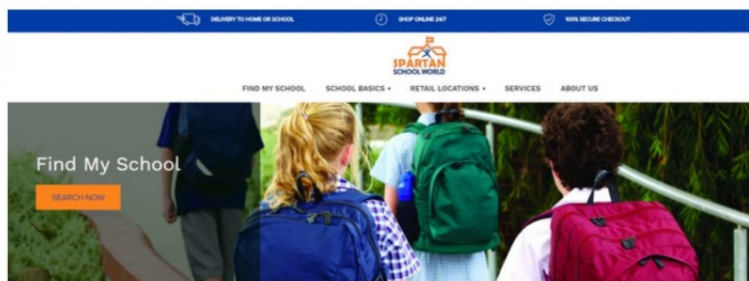 DELIVERY TO HOME OR SCHOOL
SHOP ONLINE 24/7
100% SECURE CHECKOUT
SPARTAN
SCHOOL WORLD
FIND MY SCHOOL
SCHOOL BASICS
RETAIL LOCATIONS
SERVICES
ABOUT US
Find My School
SEARCH NOW